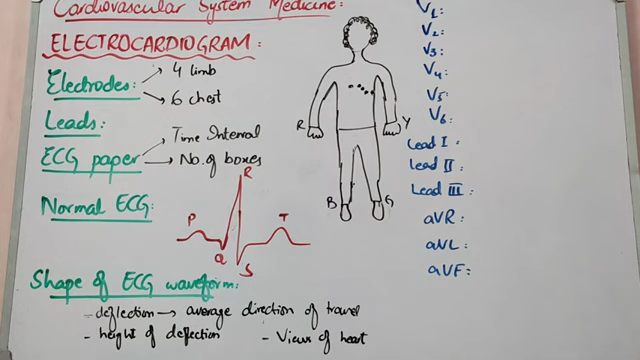 Cardiovascular System Medicine:
ELECTROCARDIOGRAM:
Electrodes:
4 limb
6 chest
Leads:
ECG paper
Time Interval
No. of boxes
Normal ECG:
P
Q
R
S
T
Shape of ECG waveform:
- deflection → average direction of travel
- height of deflection - Views of heart
R
Y
B
G
V1:
V2:
V3:
V4:
V5:
V6:
Lead I :
Lead II :
Lead III :
aVR :
aVL :
aVF :